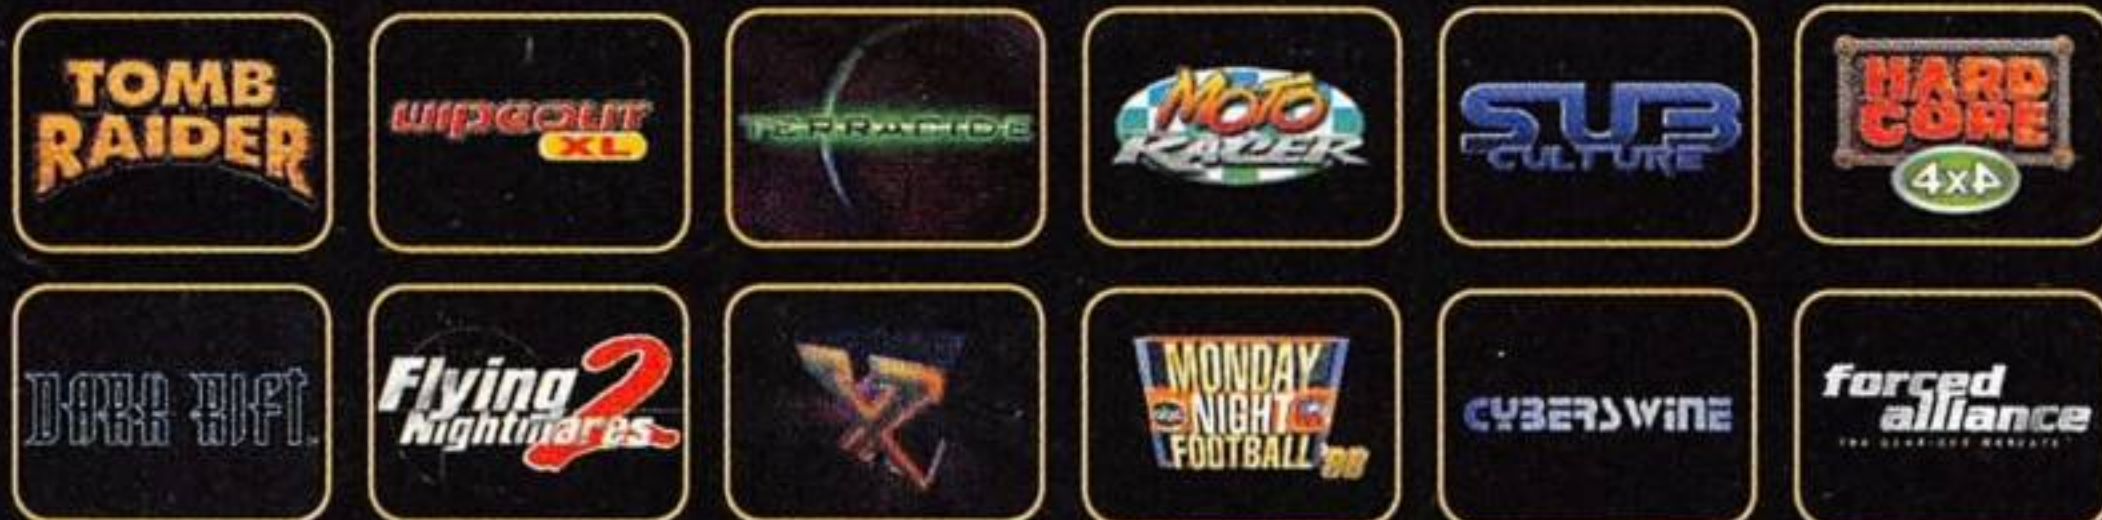 TOMB
RAIDER
wipEout
XL
TERRACIDE
MOTO
RACER
SUB
CULTURE
HARD
CORE
4x4
DARK RIFT
Flying
Nightmares 2
MONDAY
abc NIGHT
FOOTBALL '98
CYBERSWiNE
forced
alliance